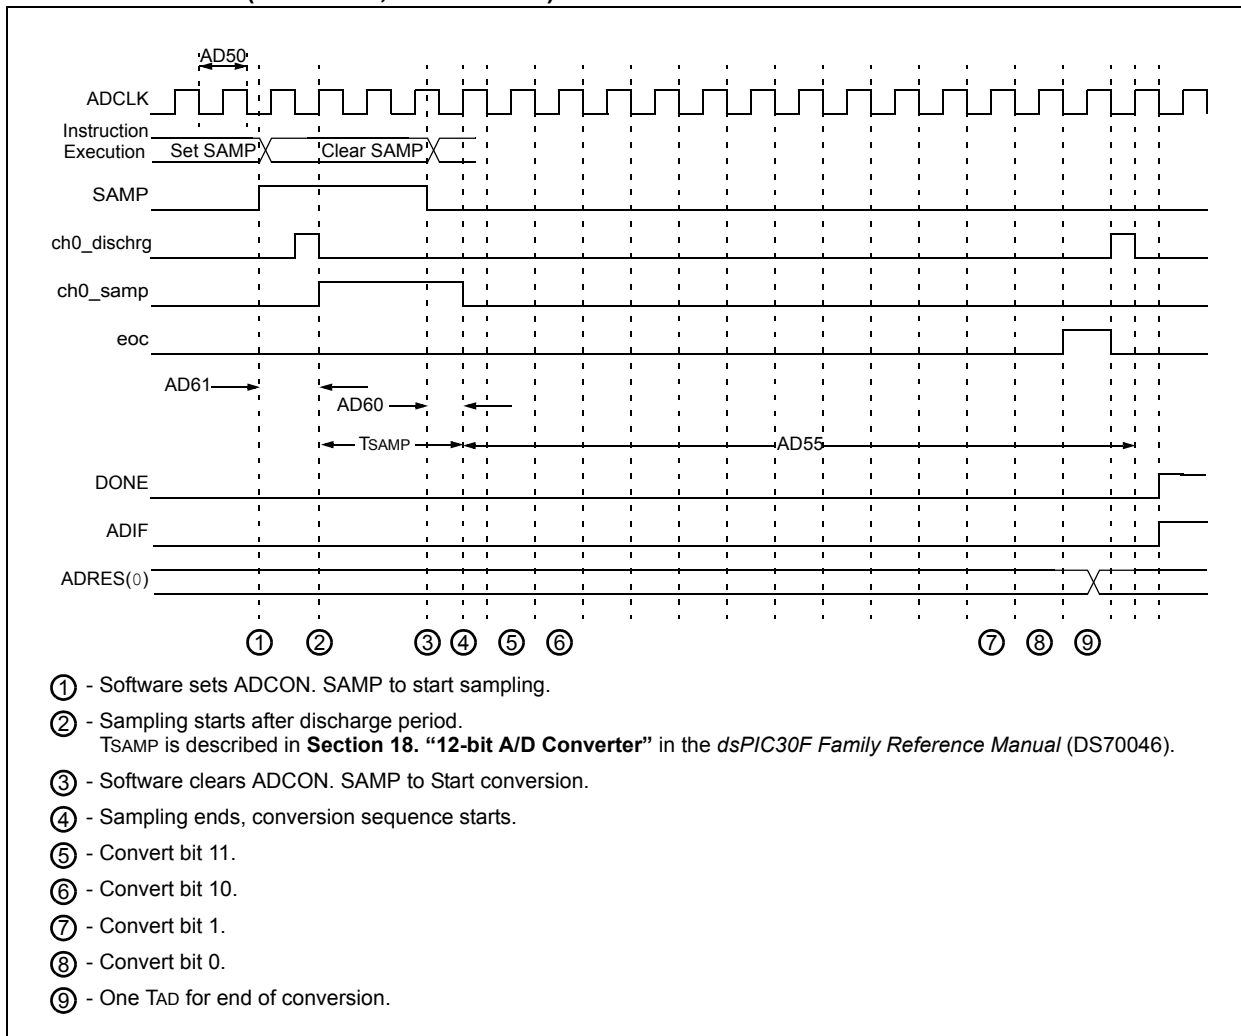 AD50
ADCLK
Instruction
Execution
Set SAMP
Clear SAMP
SAMP
ch0_dischrg
ch0_samp
eoc
AD61
AD60
TSAMP
AD55
DONE
ADIF
ADRES(0)
1 2 3 4 5 6 7 8 9
1 - Software sets ADCON. SAMP to start sampling.
2 - Sampling starts after discharge period.
TSAMP is described in Section 18. “12-bit A/D Converter” in the dsPIC30F Family Reference Manual (DS70046).
3 - Software clears ADCON. SAMP to Start conversion.
4 - Sampling ends, conversion sequence starts.
5 - Convert bit 11.
6 - Convert bit 10.
7 - Convert bit 1.
8 - Convert bit 0.
9 - One TAD for end of conversion.